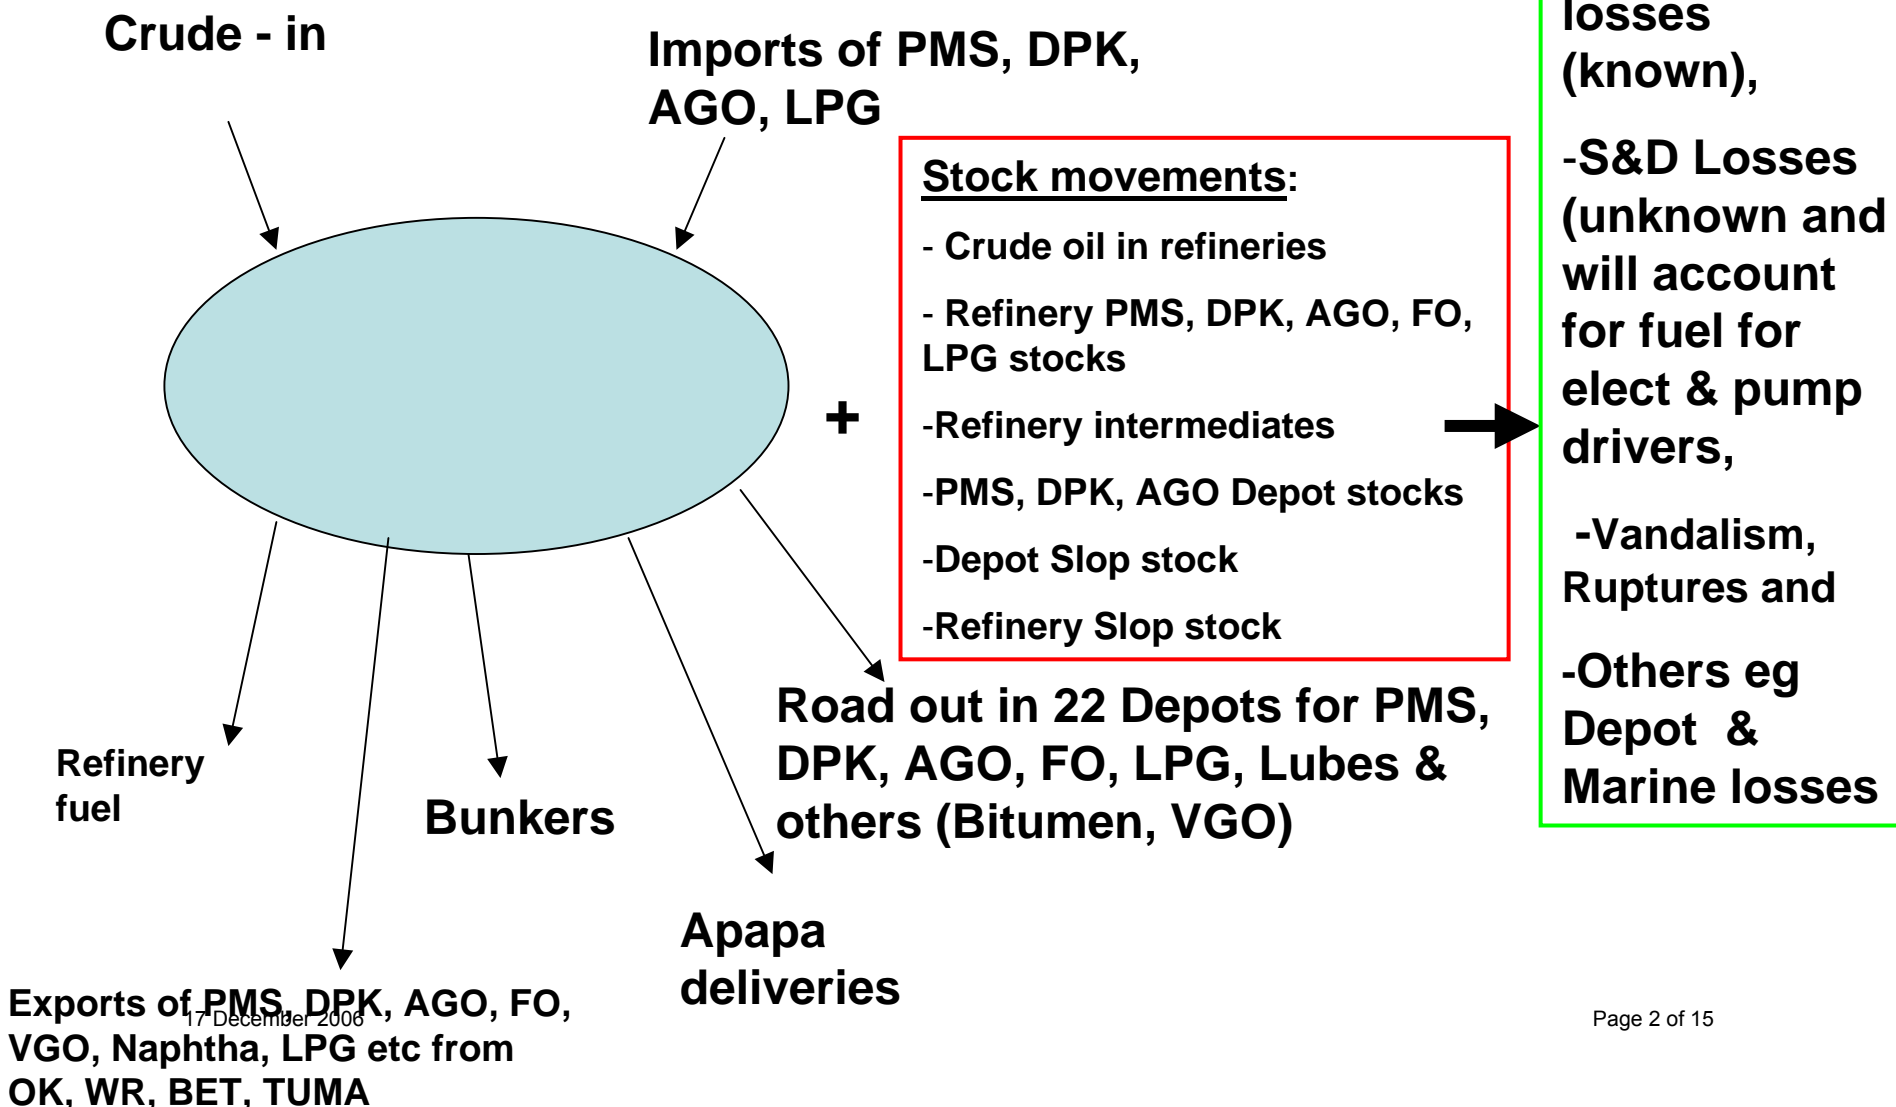 Crude - in
Imports of PMS, DPK,
AGO, LPG
Stock movements:
- Crude oil in refineries
- Refinery PMS, DPK, AGO, FO,
LPG stocks
-Refinery intermediates
-PMS, DPK, AGO Depot stocks
-Depot Slop stock
-Refinery Slop stock
+
losses
(known),
-S&D Losses
(unknown and
will account
for fuel for
elect & pump
drivers,
-Vandalism,
Ruptures and
-Others eg
Depot & 
Marine losses
Refinery
fuel
Bunkers
Road out in 22 Depots for PMS,
DPK, AGO, FO, LPG, Lubes &
others (Bitumen, VGO)
Apapa
deliveries
Exports of PMS, DPK, AGO, FO,
VGO, Naphtha, LPG etc from
OK, WR, BET, TUMA
17 December 2006
Page 2 of 15